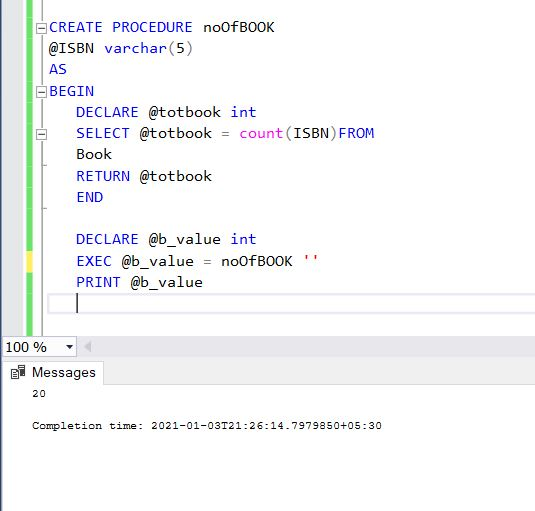 CREATE PROCEDURE noOfBOOK
@ISBN varchar(5)
AS
BEGIN
DECLARE @totbook int
SELECT @totbook = count(ISBN)FROM
Book
RETURN @totbook
END
DECLARE @b_value int
EXEC @b_value = noOfBOOK ''
PRINT @b_value
100 %
Messages
20
Completion time: 2021-01-03T21:26:14.7979850+05:30